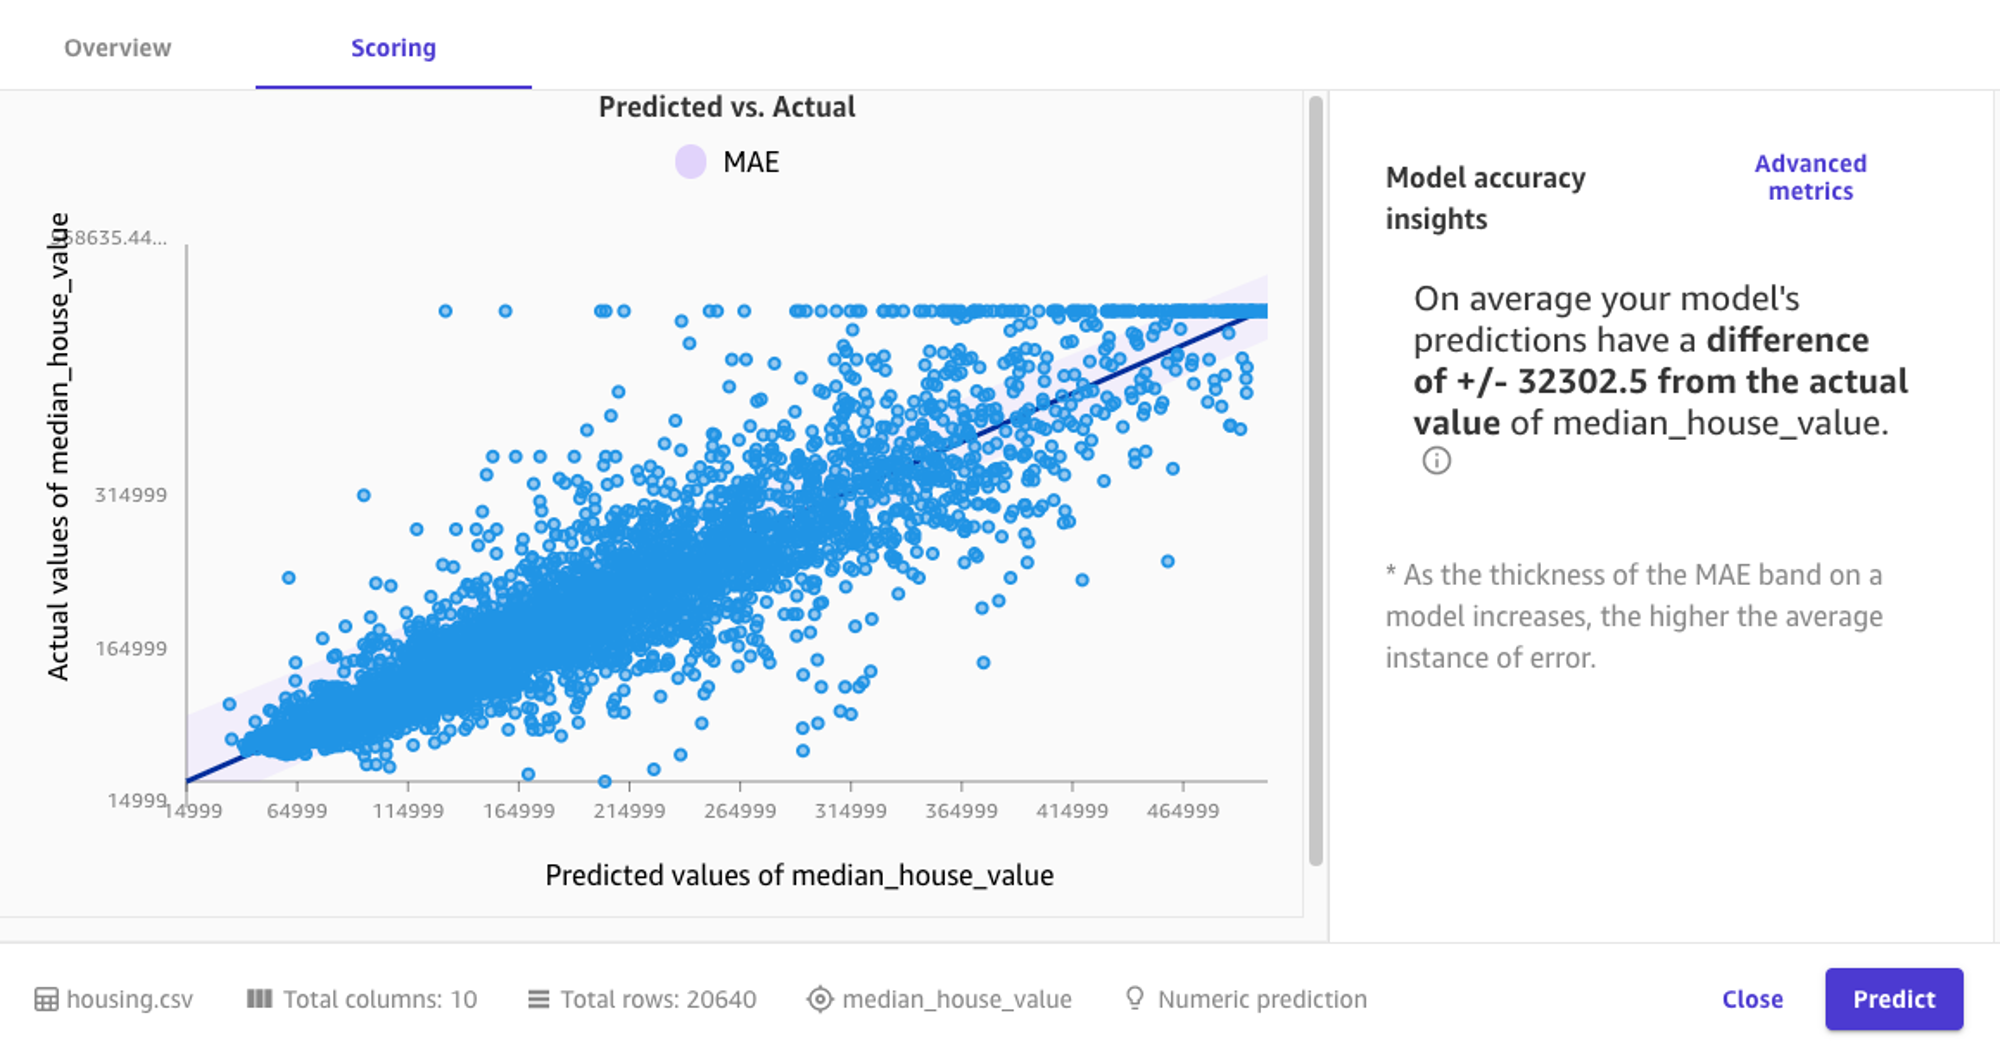 Overview
Scoring
Predicted vs. Actual
MAE
Actual values of median_house_value
314999
164999
14999
14999 64999 114999 164999 214999 264999 314999 364999 414999 464999
Predicted values of median_house_value
Model accuracy
insights
Advanced
metrics
On average your model's
predictions have a difference
of +/- 32302.5 from the actual
value of median_house_value.
* As the thickness of the MAE band on a
model increases, the higher the average
instance of error.
housing.csv
Total columns: 10
Total rows: 20640
median_house_value
Numeric prediction
Close
Predict